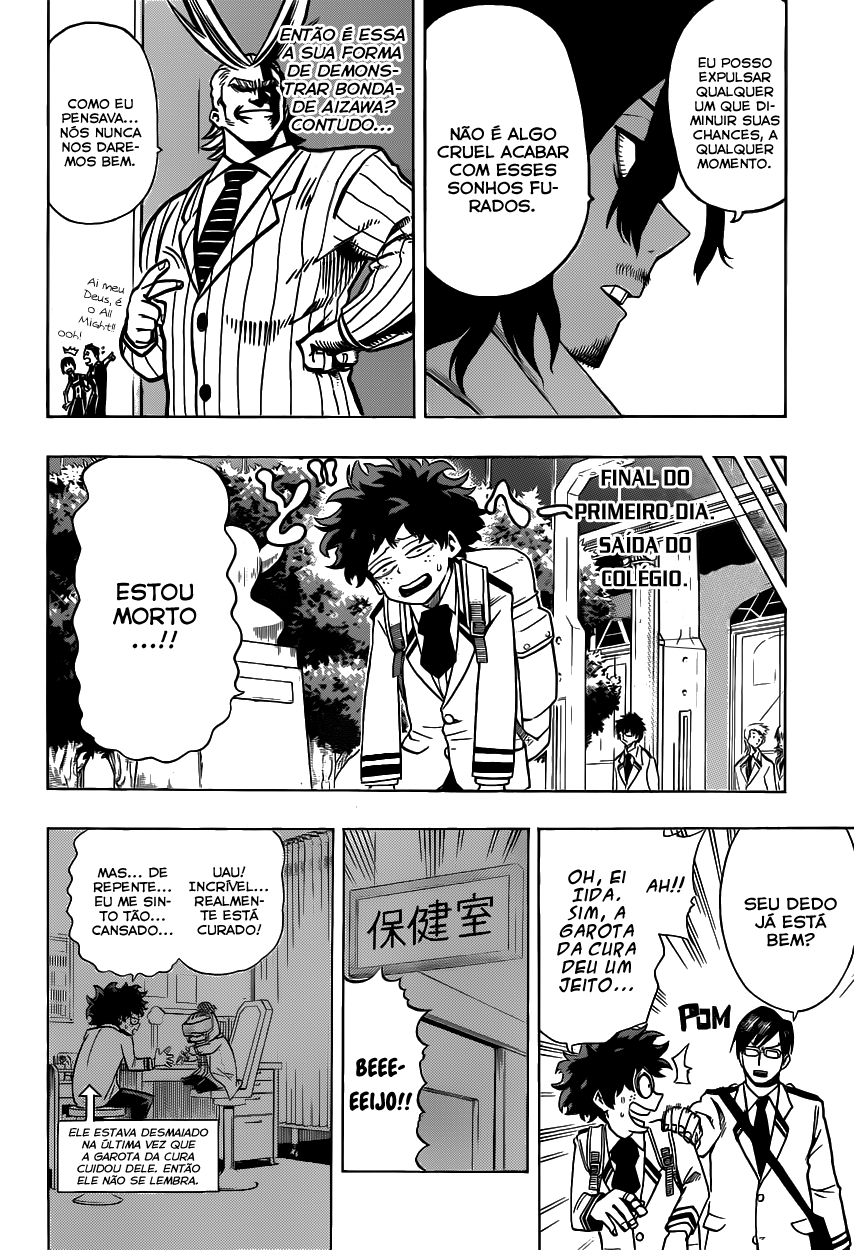 EU POSSO
EXPULSAR
QUALQUER
UM QUE DI-
MINUIR SUAS
CHANCES, A
QUALQUER
MOMENTO.
NÃO É ALGO
CRUEL ACABAR
COM ESSES
SONHOS FU-
RADOS.
ENTÃO É ESSA
A SUA FORMA
DE DEMONS-
TRAR BONDA-
DE AIZAWA?
CONTUDO...
COMO EU
PENSAVA...
NÓS NUNCA
NOS DARE-
MOS BEM.
Ai meu
Deus, é
o All
Might!!
ooh!
FINAL DO
PRIMEIRO DIA.
SAÍDA DO
COLÉGIO.
ESTOU
MORTO
...!!
SEU DEDO
JÁ ESTÁ
BEM?
AH!!
OH, EI
IIDA.
SIM, A
GAROTA
DA CURA
DEU UM
JEITO...
POM
保健室
BEEE-
EEIJO!!
UAU!
INCRÍVEL...
REALMEN-
TE ESTÁ
CURADO!
MAS... DE
REPENTE...
EU ME SIN-
TO TÃO...
CANSADO...
ELE ESTAVA DESMAIADO
NA ÚLTIMA VEZ QUE
A GAROTA DA CURA
CUIDOU DELE. ENTÃO
ELE NÃO SE LEMBRA.